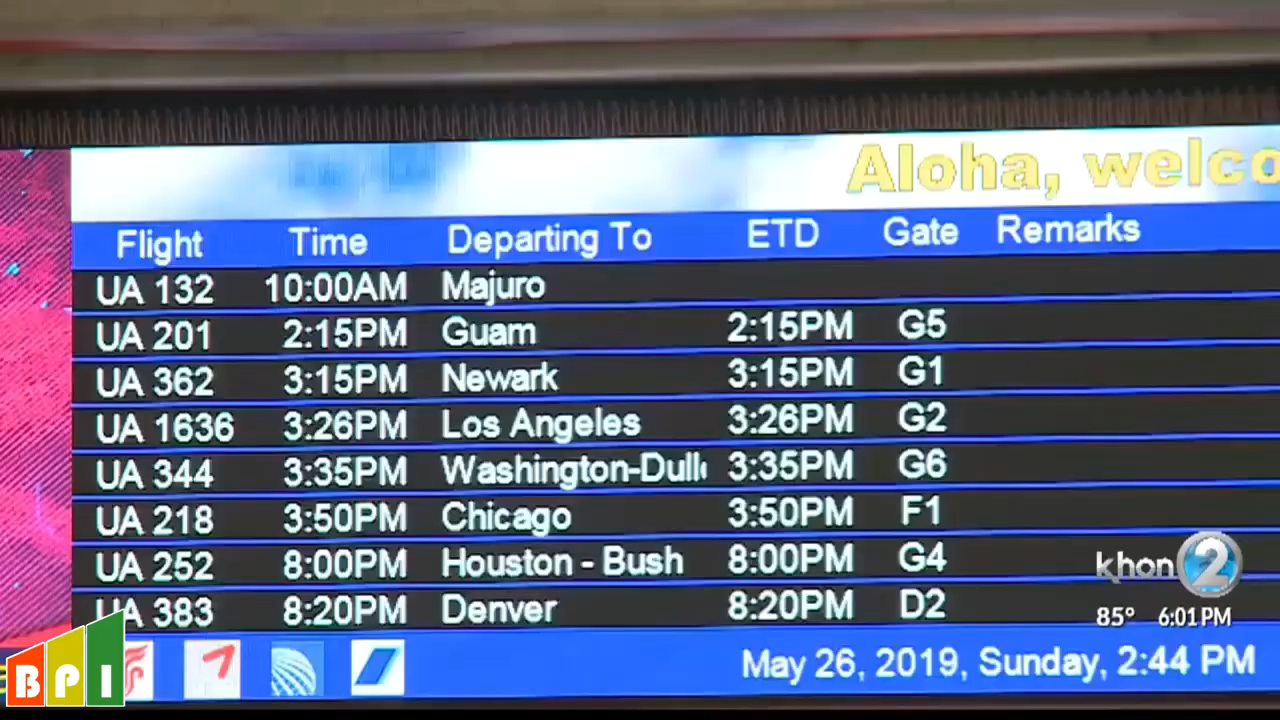 Aloha, welco
Flight Time Departing To ETD Gate Remarks
UA 132 10:00AM Majuro
UA 201 2:15PM Guam 2:15PM G5
UA 362 3:15PM Newark 3:15PM G1
UA 1636 3:26PM Los Angeles 3:26PM G2
UA 344 3:35PM Washington-Dull 3:35PM G6
UA 218 3:50PM Chicago 3:50PM F1
UA 252 8:00PM Houston - Bush 8:00PM G4
UA 383 8:20PM Denver 8:20PM D2
khon 2
85° 6:01PM
May 26, 2019, Sunday, 2:44 PM
BPI